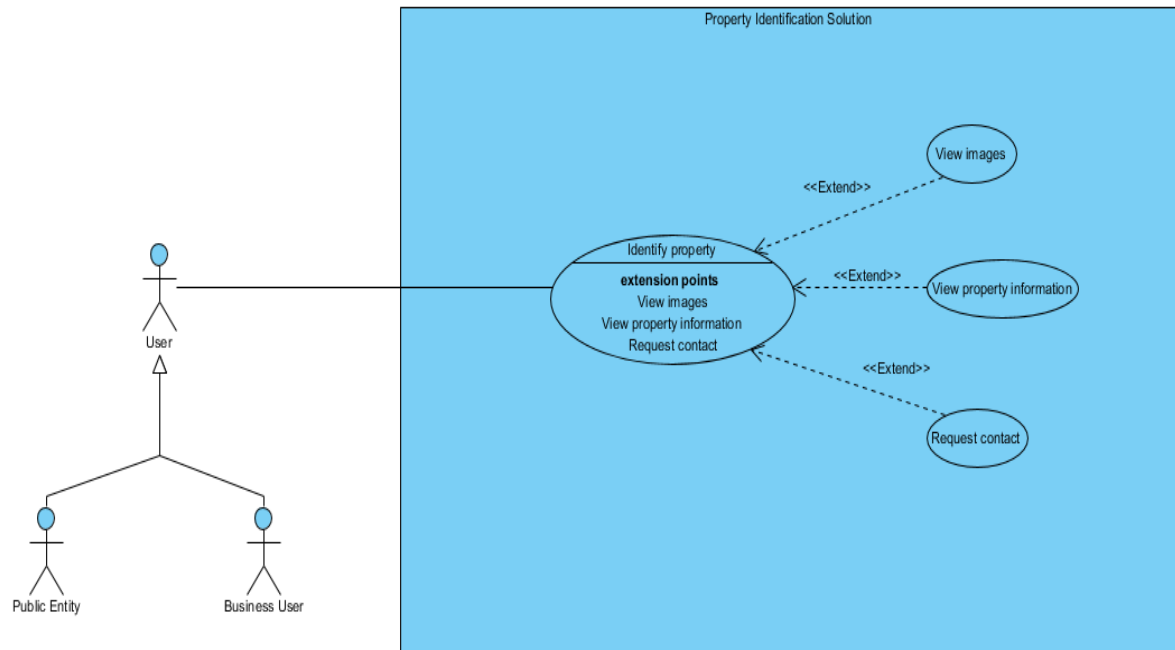 Property Identification Solution
View images
<<Extend>>
Identify property
extension points
View images
View property information
Request contact
<<Extend>>
View property information
<<Extend>>
Request contact
User
Public Entity
Business User